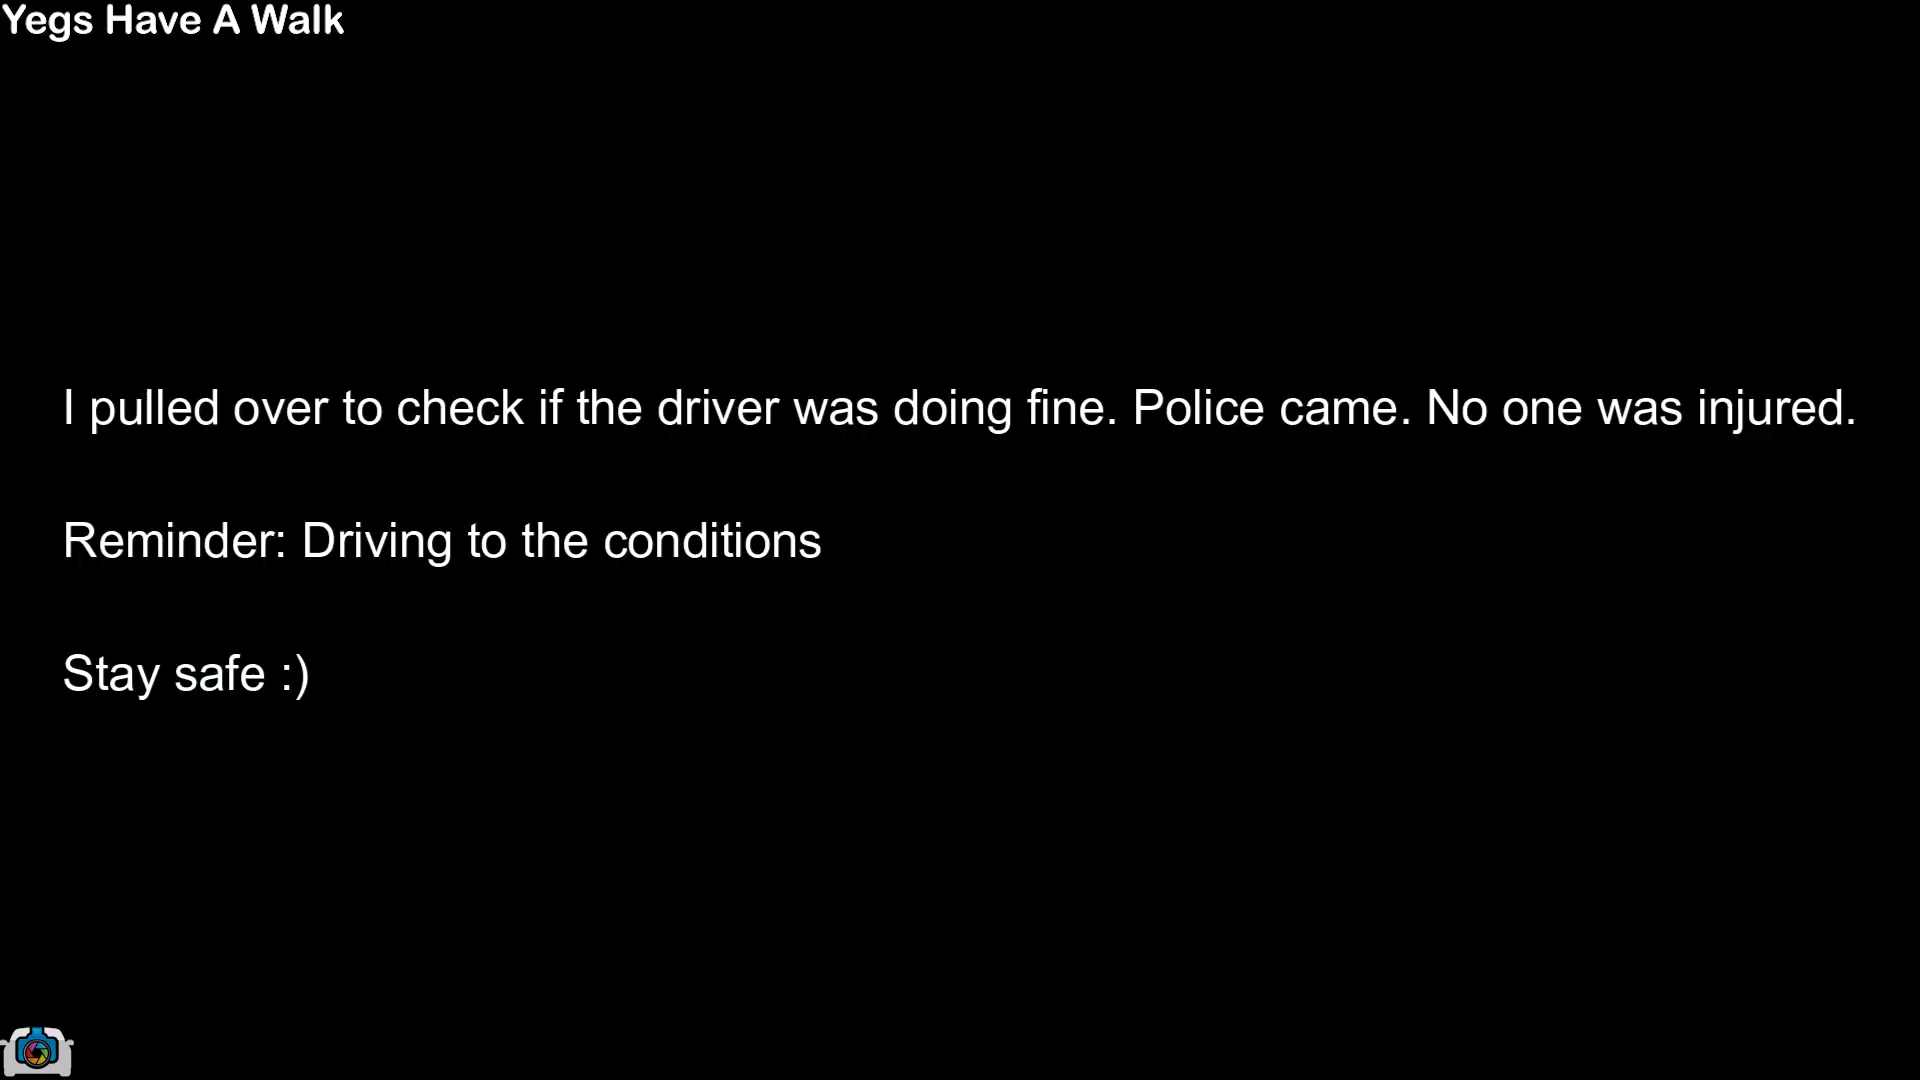 Yegs Have A Walk
I pulled over to check if the driver was doing fine. Police came. No one was injured.
Reminder: Driving to the conditions
Stay safe :)